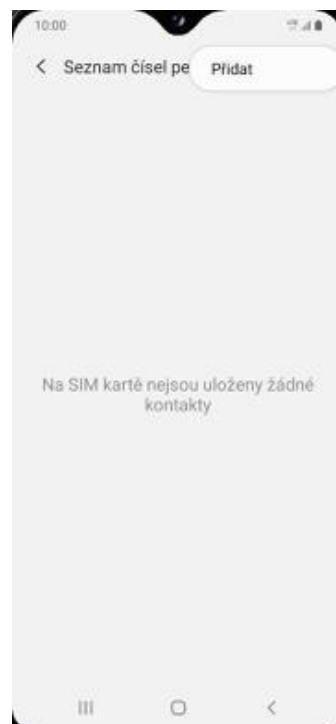 10:00
Seznam čísel pe
Přidat
Na SIM kartě nejsou uloženy žádné
kontakty